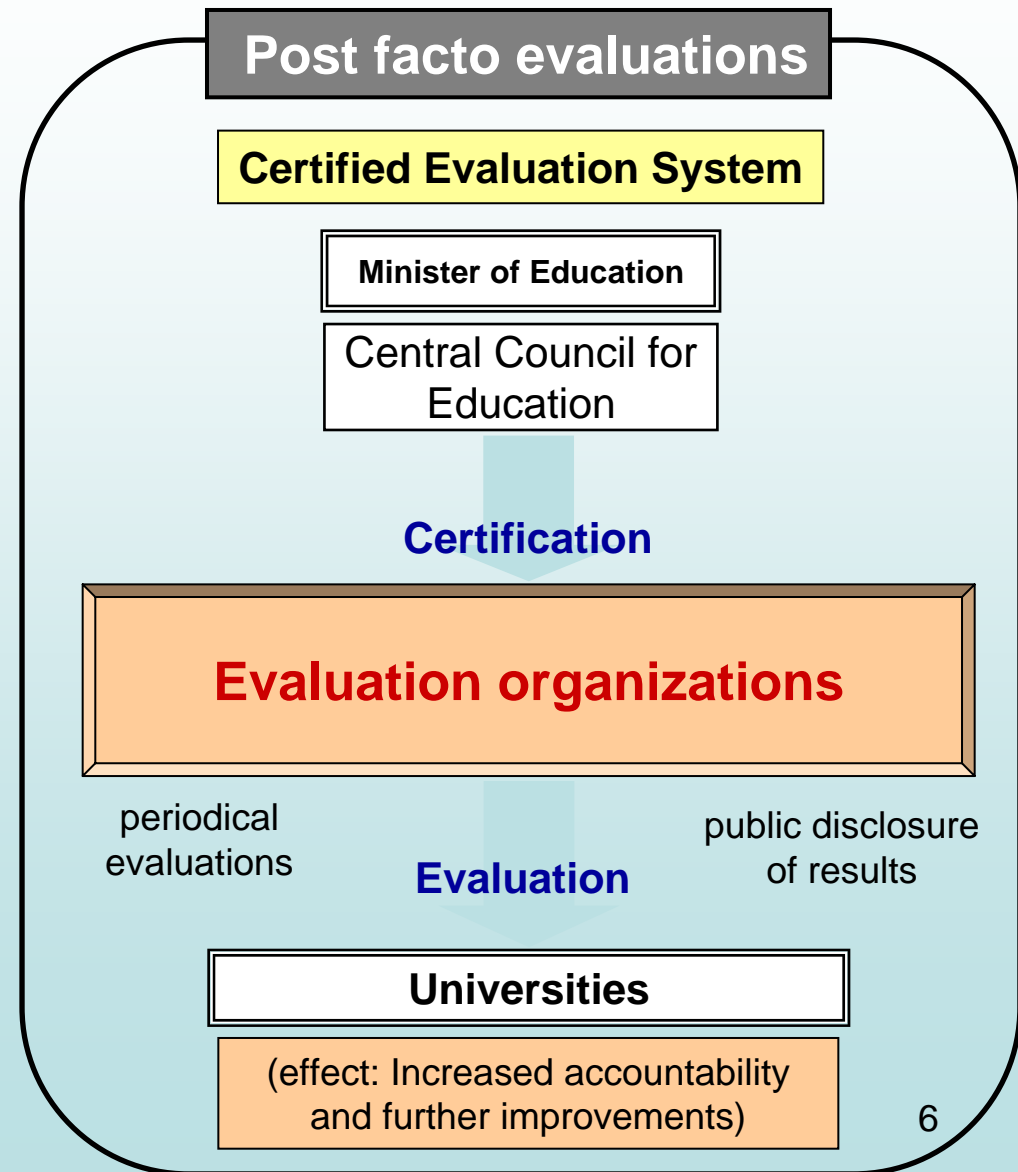 Post facto evaluations
Certified Evaluation System
Minister of Education
Central Council for
Education
Certification
Evaluation organizations
periodical
evaluations
public disclosure
of results
Evaluation
Universities
(effect: Increased accountability
and further improvements)
6